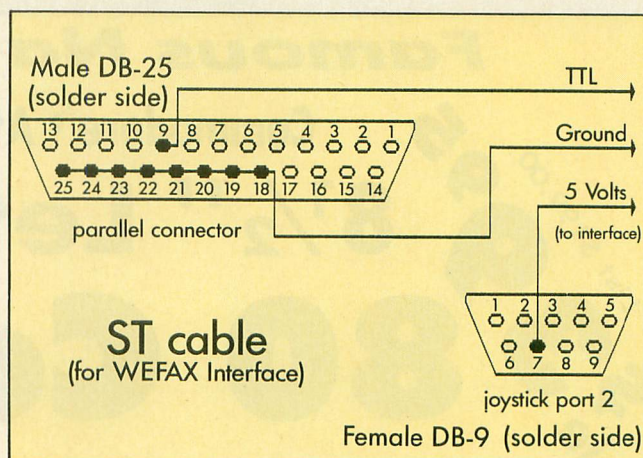 Male DB-25
(solder side)
TTL
13 12 11 10 9 8 7 6 5 4 3 2 1
Ground
25 24 23 22 21 20 19 18 17 16 15 14
5 Volts
parallel connector
(to interface)
1 2 3 4 5
6 7 8 9
ST cable
(for WEFAX Interface)
joystick port 2
Female DB-9 (solder side)